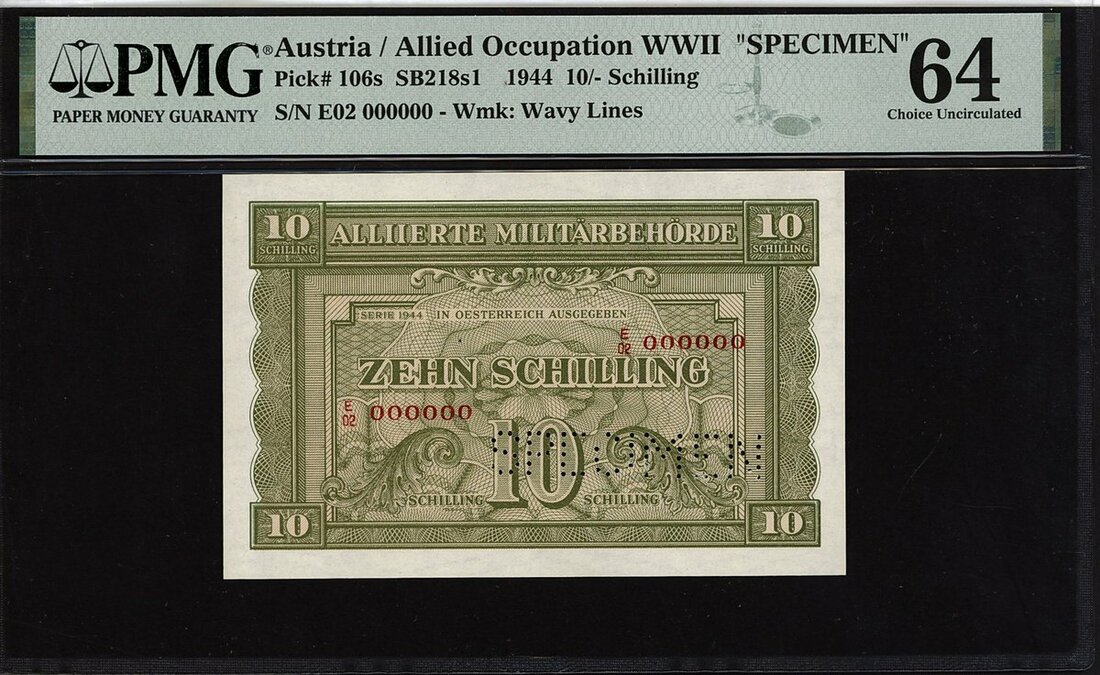 PMG® Austria / Allied Occupation WWII "SPECIMEN" 64
PAPER MONEY GUARANTY Pick# 106s SB218s1 1944 10/- Schilling Choice Uncirculated
S/N E02 000000 - Wmk: Wavy Lines
10 SCHILLING ALLIIERTE MILITÄRBEHÖRDE 10 SCHILLING
SERIE 1944 IN OESTERREICH AUSGEGEBEN
E 02 000000
ZEHN SCHILLING
E 02 000000
SPECIMEN
SCHILLING 10 SCHILLING
10 10